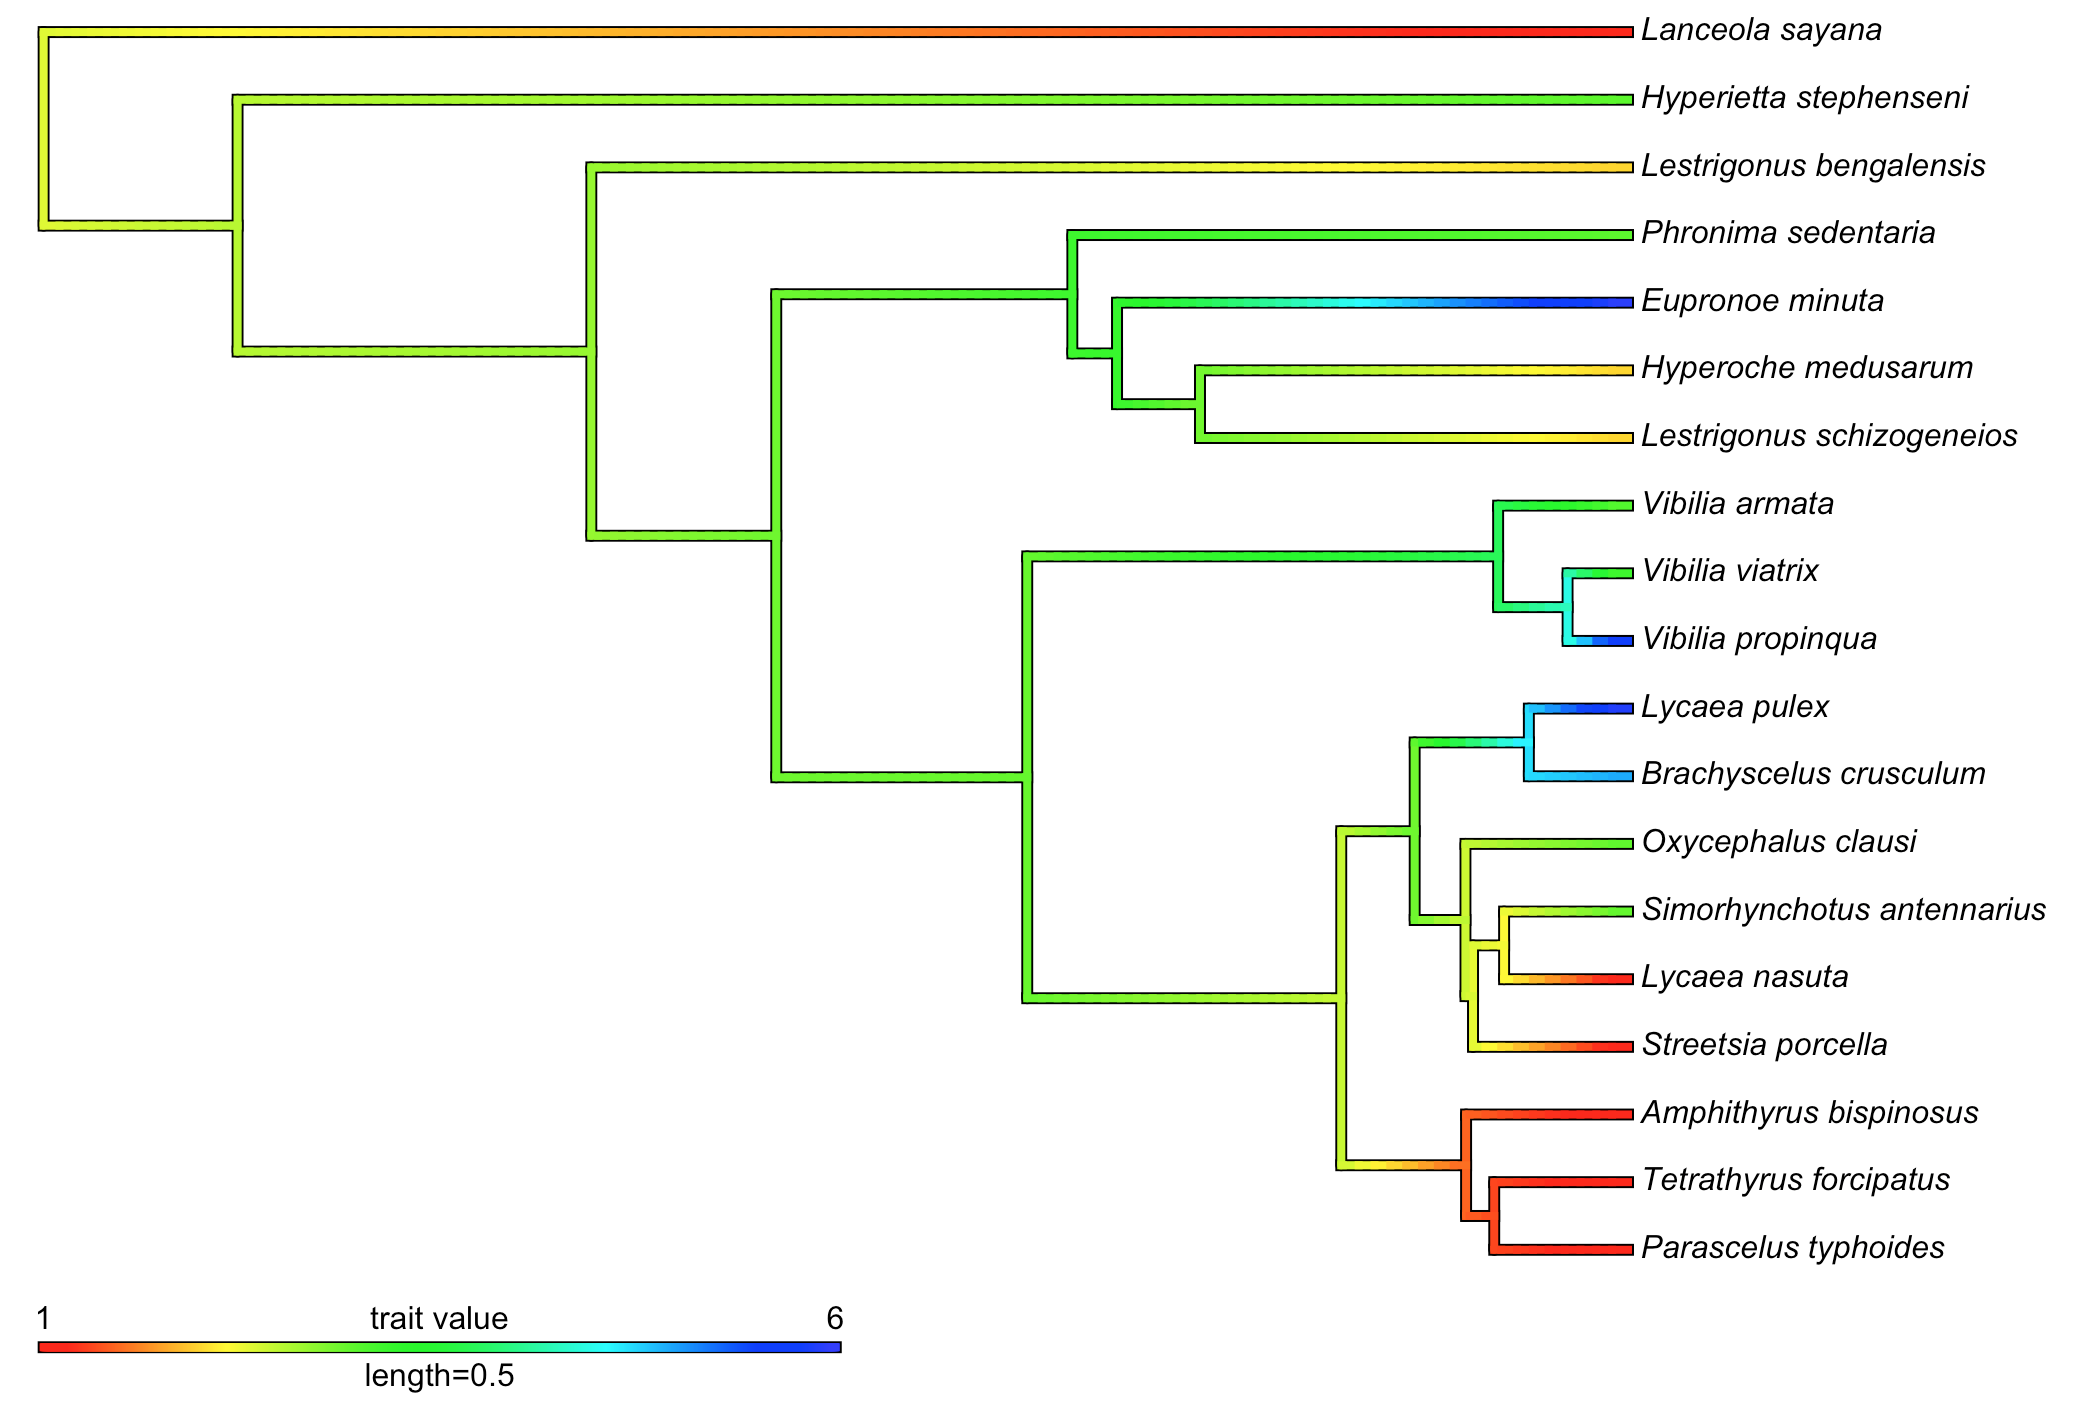 Lanceola sayana
Hyperietta stephenseni
Lestrigonus bengalensis
Phronima sedentaria
Eupronoe minuta
Hyperoche medusarum
Lestrigonus schizogeneios
Vibilia armata
Vibilia viatrix
Vibilia propinqua
Lycaea pulex
Brachyscelus crusculum
Oxycephalus clausi
Simorhynchotus antennarius
Lycaea nasuta
Streetsia porcella
Amphithyrus bispinosus
Tetrathyrus forcipatus
Parascelus typhoides
1 trait value 6
length=0.5